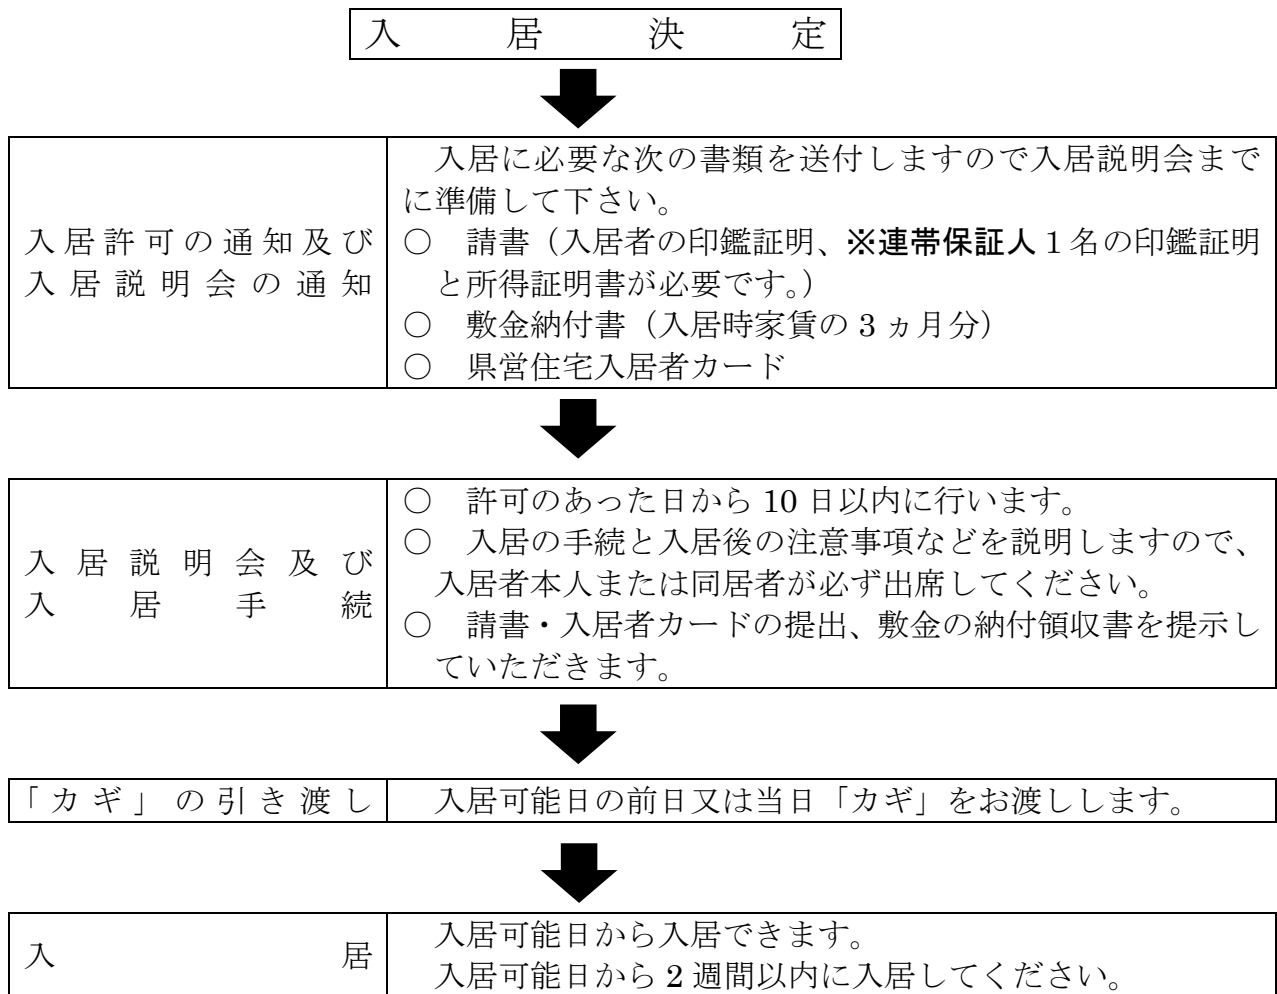 入居決定
入居許可の通知及び
入居説明会の通知
入居に必要な次の書類を送付しますので入居説明会まで
に準備して下さい。
○ 請書（入居者の印鑑証明、※連帯保証人1名の印鑑証明
と所得証明書が必要です。）
○ 敷金納付書（入居時家賃の3ヵ月分）
○ 県営住宅入居者カード
入居説明会及び
入居手続
○ 許可のあった日から10日以内に行います。
○ 入居の手続と入居後の注意事項などを説明しますので、
入居者本人または同居者が必ず出席してください。
○ 請書・入居者カードの提出、敷金の納付領収書を提示し
ていただきます。
「カギ」の引き渡し
入居可能日の前日又は当日「カギ」をお渡しします。
入居
入居可能日から入居できます。
入居可能日から2週間以内に入居してください。